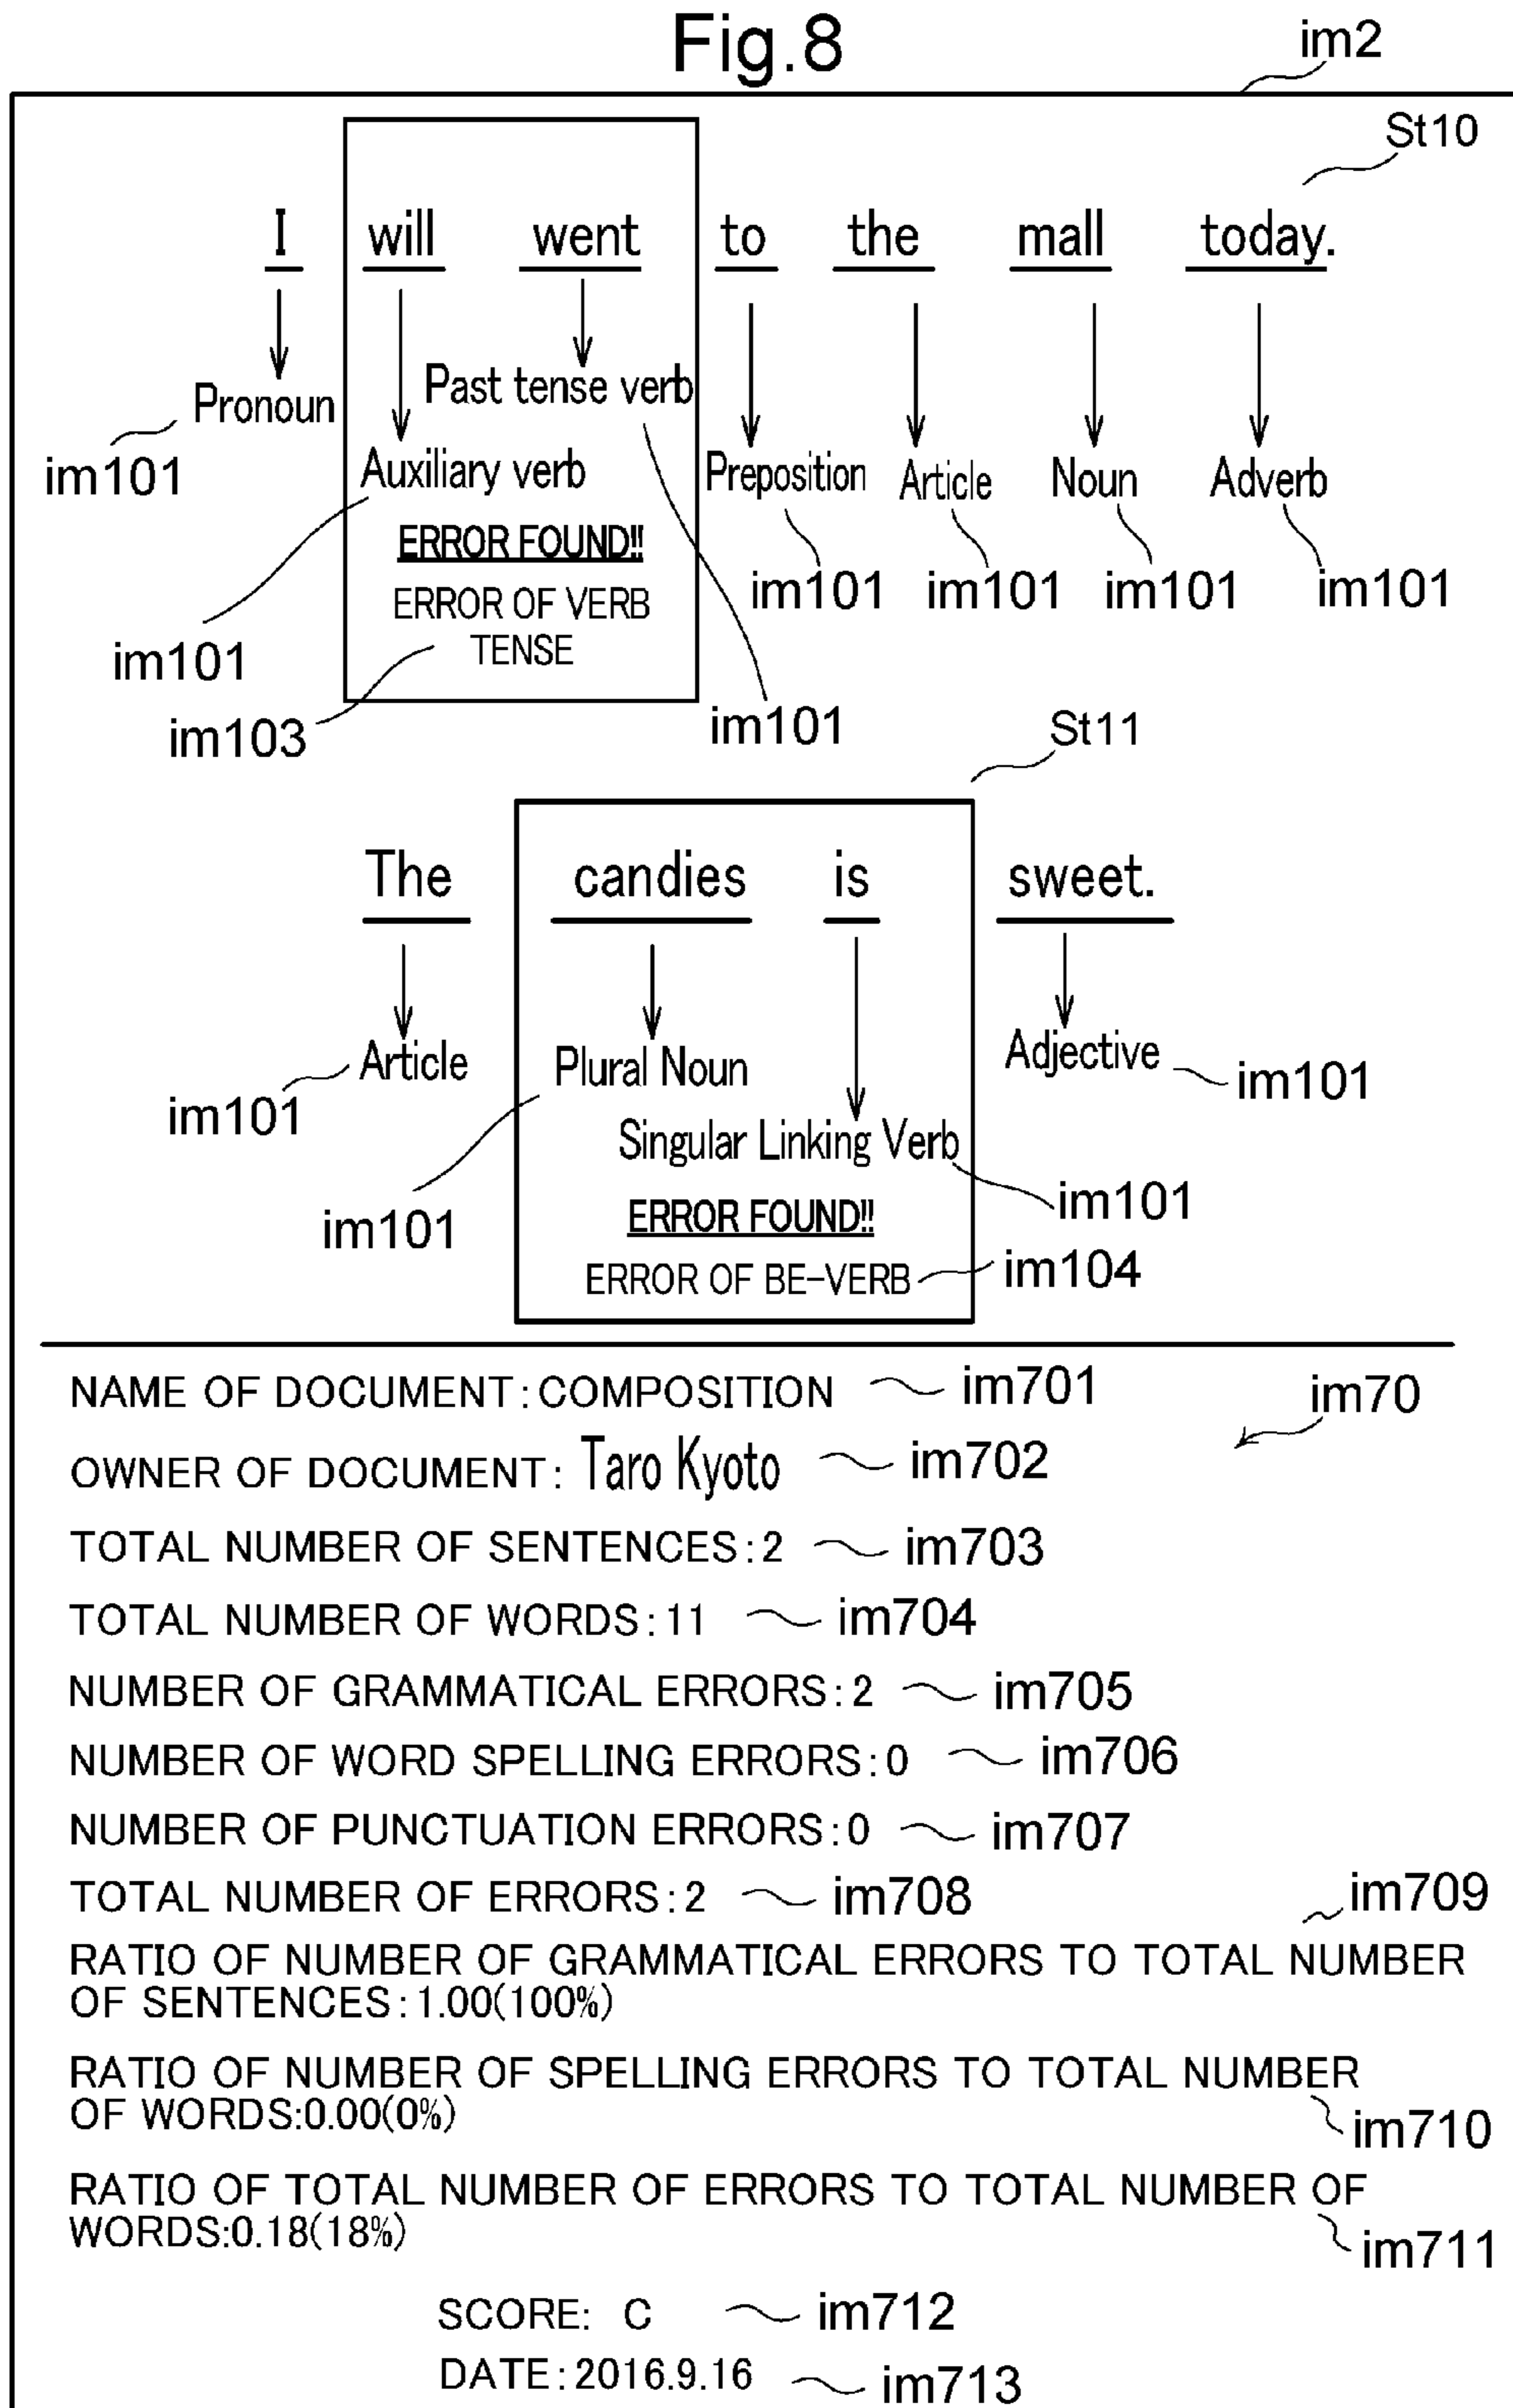 Fig.8
im2
St10
I will went to the mall today.
Past tense verb
Pronoun
im101
Auxiliary verb
Preposition Article Noun Adverb
ERROR FOUND!!
im101 im101 im101 im101
ERROR OF VERB
TENSE
im101
im103
im101
St11
The candies is sweet.
Article Plural Noun Adjective
im101
im101
Singular Linking Verb
im101
im101
ERROR FOUND!!
ERROR OF BE-VERB
im104
NAME OF DOCUMENT:COMPOSITION im701
im70
OWNER OF DOCUMENT: Taro Kyoto im702
TOTAL NUMBER OF SENTENCES:2 im703
TOTAL NUMBER OF WORDS:11 im704
NUMBER OF GRAMMATICAL ERRORS:2 im705
NUMBER OF WORD SPELLING ERRORS:0 im706
NUMBER OF PUNCTUATION ERRORS:0 im707
TOTAL NUMBER OF ERRORS:2 im708
im709
RATIO OF NUMBER OF GRAMMATICAL ERRORS TO TOTAL NUMBER
OF SENTENCES:1.00(100%)
RATIO OF NUMBER OF SPELLING ERRORS TO TOTAL NUMBER
OF WORDS:0.00(0%)
im710
RATIO OF TOTAL NUMBER OF ERRORS TO TOTAL NUMBER OF
WORDS:0.18(18%)
im711
SCORE: C im712
DATE:2016.9.16 im713